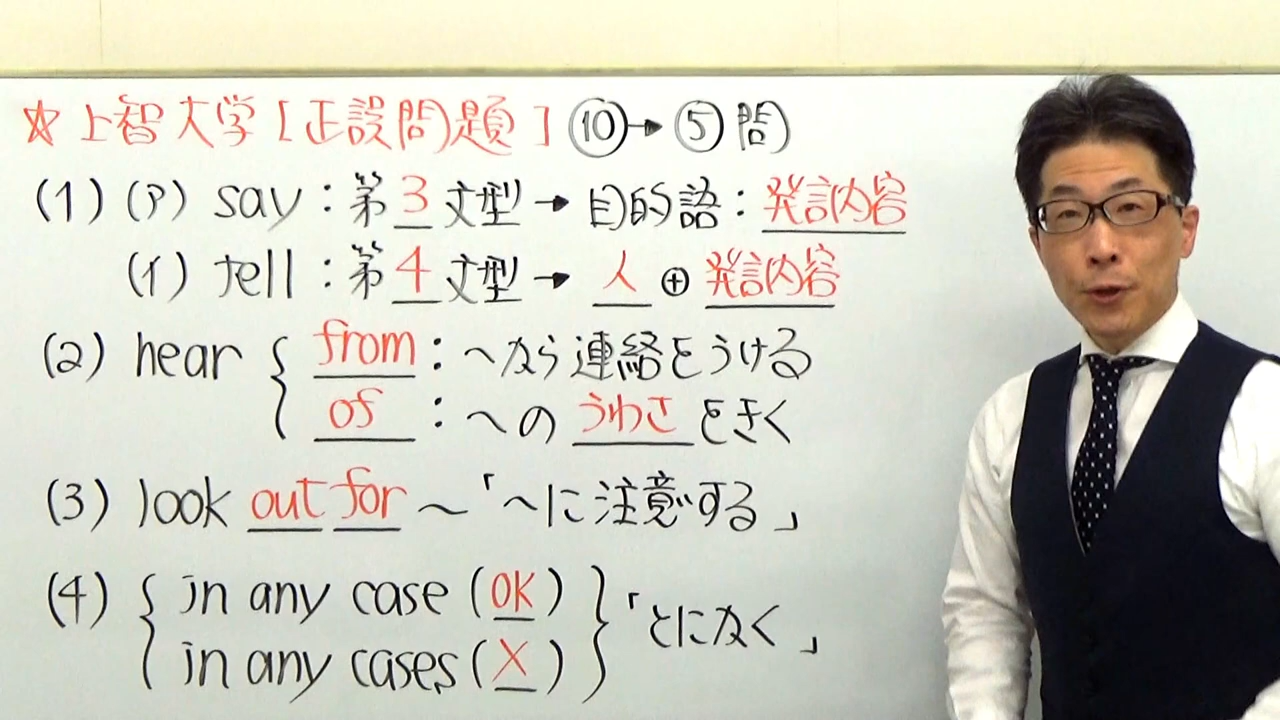 ☆上智大学[正設問題] ⑩→⑤問
(1)(ア) say:第3文型→目的語:発言内容
(イ) tell:第4文型→人⊕発言内容
(2) hear { from:~から連絡をうける
of:~のうわさをきく
(3) look out for ~「~に注意する」
(4) { in any case (OK) }「とにかく」
in any cases (X)